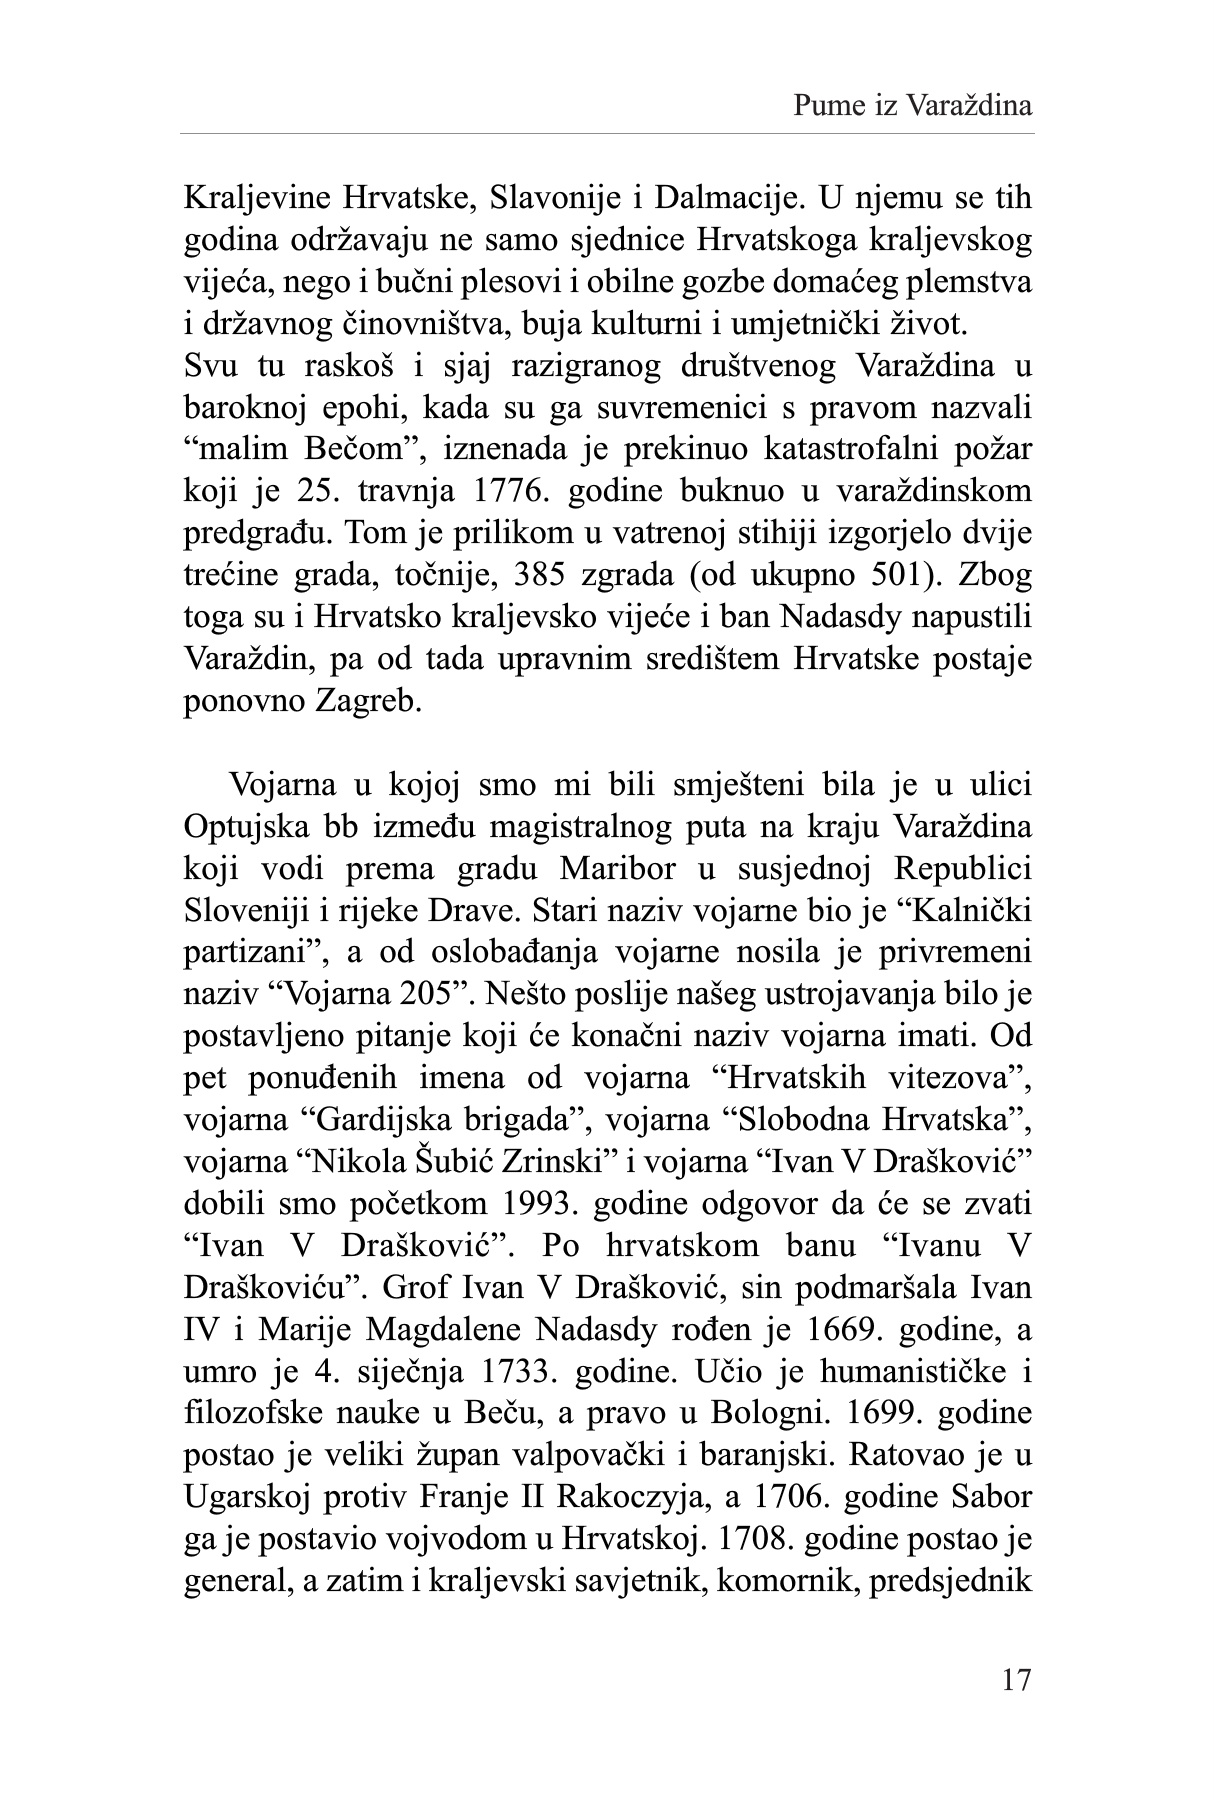 Pume iz Varaždina
Kraljevine Hrvatske, Slavonije i Dalmacije. U njemu se tih
godina održavaju ne samo sjednice Hrvatskoga kraljevskog
vijeća, nego i bučni plesovi i obilne gozbe domaćeg plemstva
i državnog činovništva, buja kulturni i umjetnički život.
Svu tu raskoš i sjaj razigranog društvenog Varaždina u
baroknoj epohi, kada su ga suvremenici s pravom nazvali
“malim Bečom”, iznenada je prekinuo katastrofalni požar
koji je 25. travnja 1776. godine buknuo u varaždinskom
predgrađu. Tom je prilikom u vatrenoj stihiji izgorjelo dvije
trećine grada, točnije, 385 zgrada (od ukupno 501). Zbog
toga su i Hrvatsko kraljevsko vijeće i ban Nadasdy napustili
Varaždin, pa od tada upravnim središtem Hrvatske postaje
ponovno Zagreb.
Vojarna u kojoj smo mi bili smješteni bila je u ulici
Optujska bb između magistralnog puta na kraju Varaždina
koji vodi prema gradu Maribor u susjednoj Republici
Sloveniji i rijeke Drave. Stari naziv vojarne bio je “Kalnički
partizani”, a od oslobađanja vojarne nosila je privremeni
naziv “Vojarna 205”. Nešto poslije našeg ustrojavanja bilo je
postavljeno pitanje koji će konačni naziv vojarna imati. Od
pet ponuđenih imena od vojarna “Hrvatskih vitezova”,
vojarna “Gardijska brigada”, vojarna “Slobodna Hrvatska”,
vojarna “Nikola Šubić Zrinski” i vojarna “Ivan V Drašković”
dobili smo početkom 1993. godine odgovor da će se zvati
“Ivan V Drašković”. Po hrvatskom banu “Ivanu V
Draškoviću”. Grof Ivan V Drašković, sin podmaršala Ivan
IV i Marije Magdalene Nadasdy rođen je 1669. godine, a
umro je 4. siječnja 1733. godine. Učio je humanističke i
filozofske nauke u Beču, a pravo u Bologni. 1699. godine
postao je veliki župan valpovački i baranjski. Ratovao je u
Ugarskoj protiv Franje II Rakoczyja, a 1706. godine Sabor
ga je postavio vojvodom u Hrvatskoj. 1708. godine postao je
general, a zatim i kraljevski savjetnik, komornik, predsjednik
17